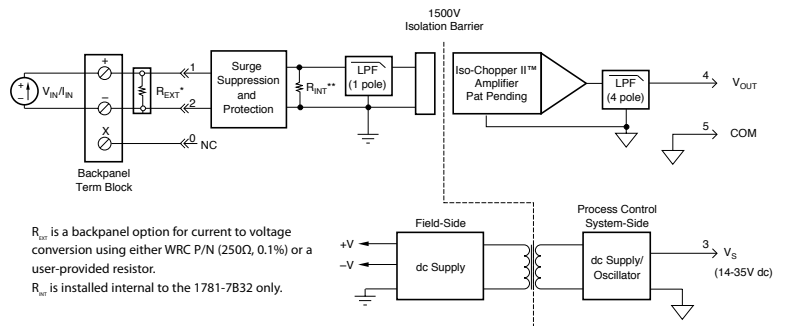 1500V
Isolation Barrier
+
–
X
+
–
V_IN/I_IN
R_EXT*
1
2
0
NC
Backpanel
Term Block
Surge
Suppression
and
Protection
R_INT**
LPF
(1 pole)
Iso-Chopper II™
Amplifier
Pat Pending
LPF
(4 pole)
4
V_OUT
5
COM
R_EXT is a backpanel option for current to voltage
conversion using either WRC P/N (250Ω, 0.1%) or a
user-provided resistor.
R_INT is installed internal to the 1781-7B32 only.
Field-Side
+V
–V
dc Supply
Process Control
System-Side
dc Supply/
Oscillator
3
V_S
(14-35V dc)